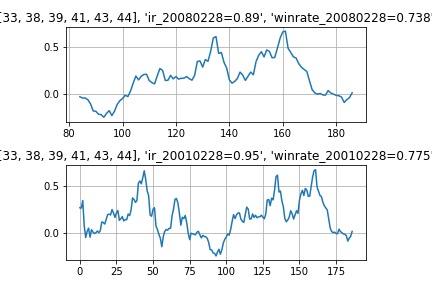 [33, 38, 39, 41, 43, 44], 'ir_20080228=0.89', 'winrate_20080228=0.738'
0.5
0.0
80 100 120 140 160 180
[33, 38, 39, 41, 43, 44], 'ir_20010228=0.95', 'winrate_20010228=0.775'
0.5
0.0
0 25 50 75 100 125 150 175